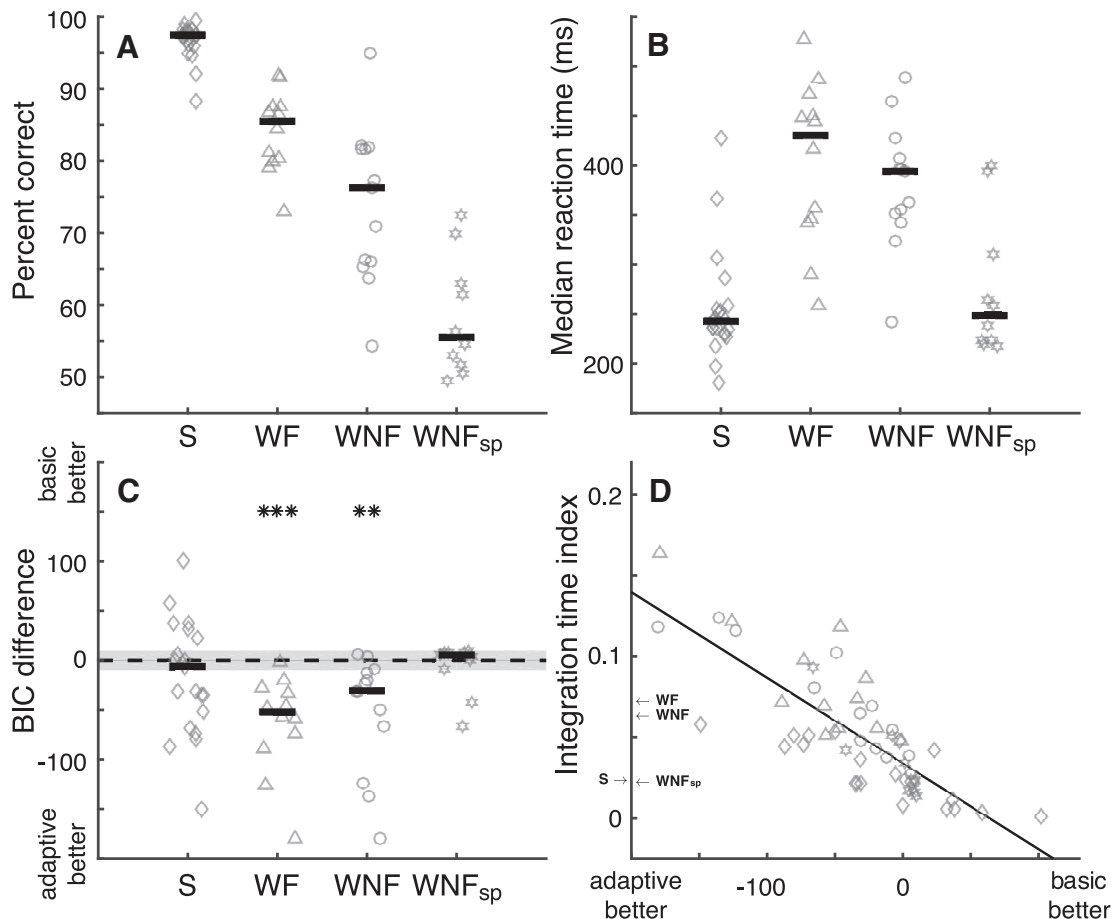 A
Percent correct
100
90
80
70
60
50
S WF WNF WNFsp
B
Median reaction time (ms)
400
200
S WF WNF WNFsp
C
basic better
BIC difference
adaptive better
100
0
-100
*** **
S WF WNF WNFsp
D
Integration time index
0.2
0.1
0
← WF
← WNF
S → ← WNFsp
adaptive better
-100
0
basic better